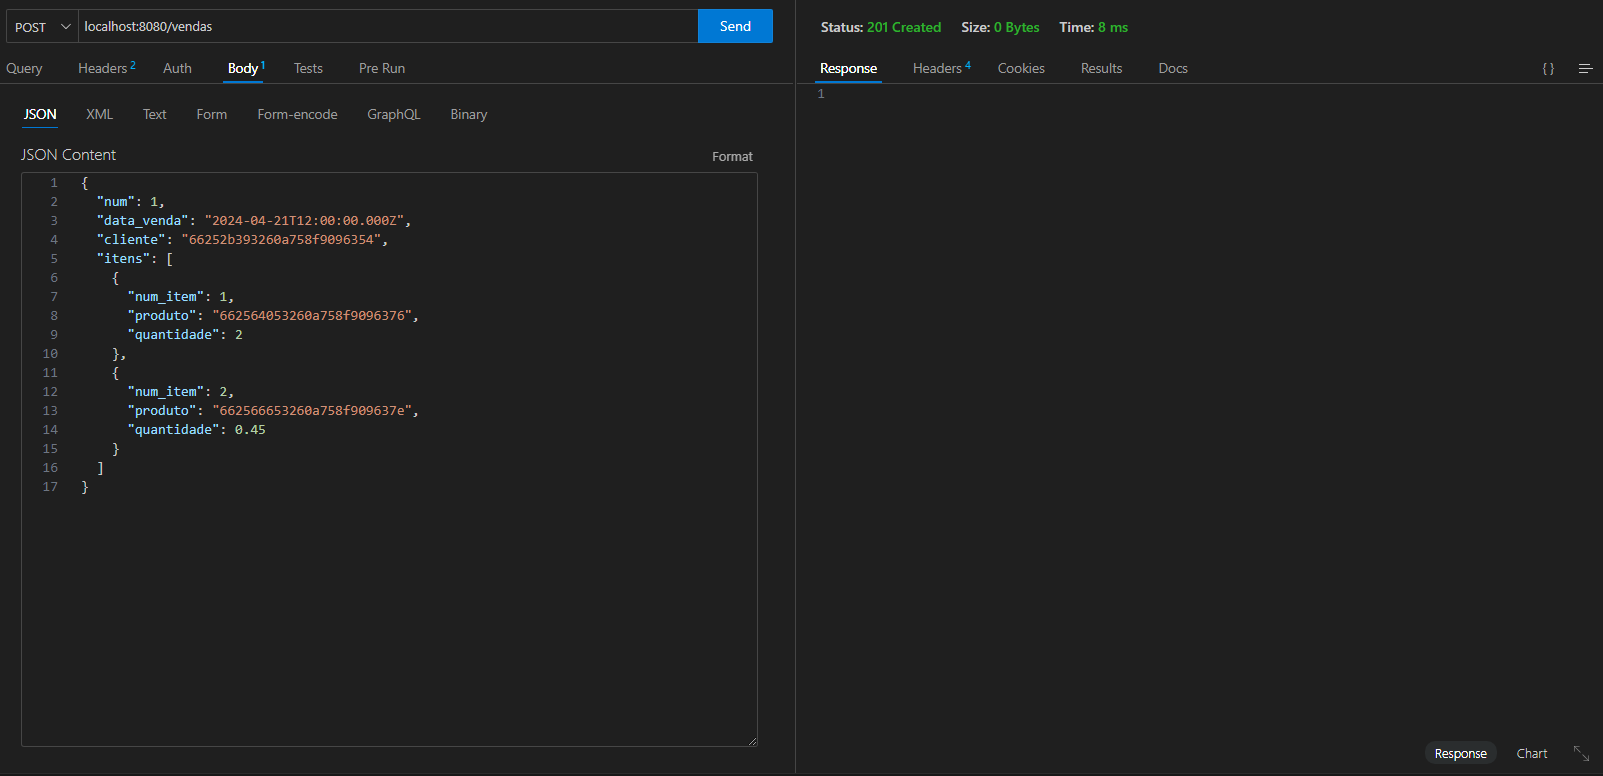 POST localhost:8080/vendas Send
Query Headers 2 Auth Body 1 Tests Pre Run
JSON XML Text Form Form-encode GraphQL Binary
JSON Content Format
1 {
2 "num": 1,
3 "data_venda": "2024-04-21T12:00:00.000Z",
4 "cliente": "66252b393260a758f9096354",
5 "itens": [
6 {
7 "num_item": 1,
8 "produto": "662564053260a758f9096376",
9 "quantidade": 2
10 },
11 {
12 "num_item": 2,
13 "produto": "662566653260a758f909637e",
14 "quantidade": 0.45
15 }
16 ]
17 }
Status: 201 Created Size: 0 Bytes Time: 8 ms
Response Headers 4 Cookies Results Docs { }
1
Response Chart